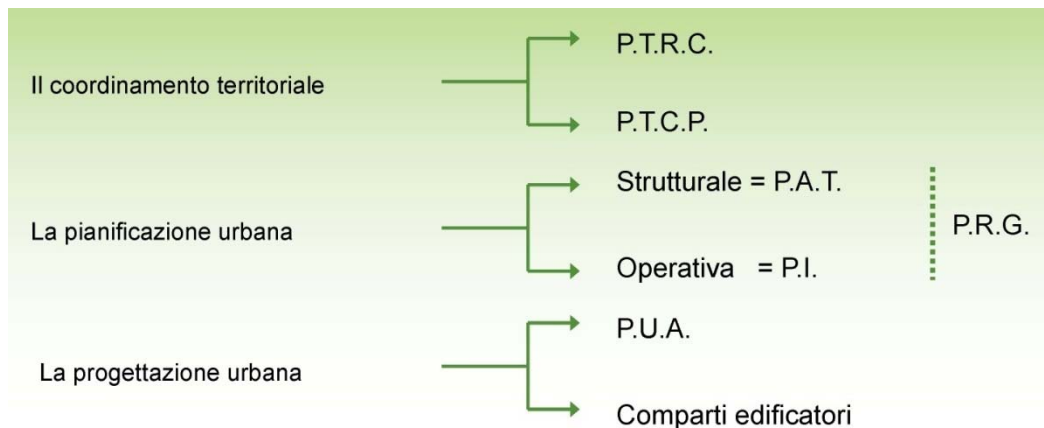 Il coordinamento territoriale
P.T.R.C.
P.T.C.P.
La pianificazione urbana
Strutturale = P.A.T.
Operativa = P.I.
P.R.G.
La progettazione urbana
P.U.A.
Comparti edificatori